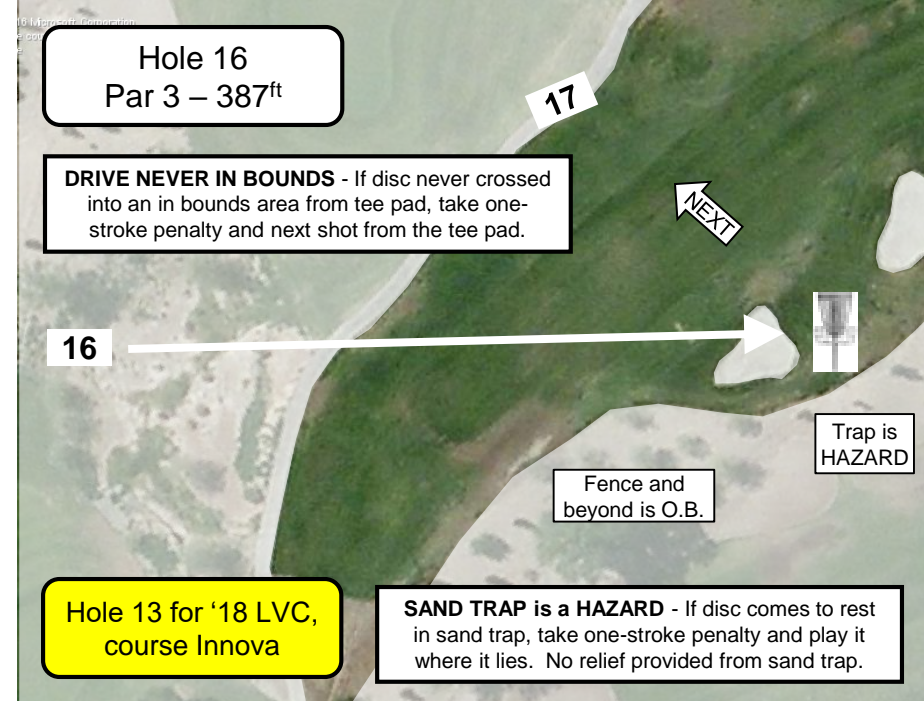 16 Microsoft Corporation
Hole 16
Par 3 – 387ft
17
DRIVE NEVER IN BOUNDS - If disc never crossed
into an in bounds area from tee pad, take one-
stroke penalty and next shot from the tee pad.
NEXT
16
Trap is
HAZARD
Fence and
beyond is O.B.
Hole 13 for ‘18 LVC,
course Innova
SAND TRAP is a HAZARD - If disc comes to rest
in sand trap, take one-stroke penalty and play it
where it lies.  No relief provided from sand trap.